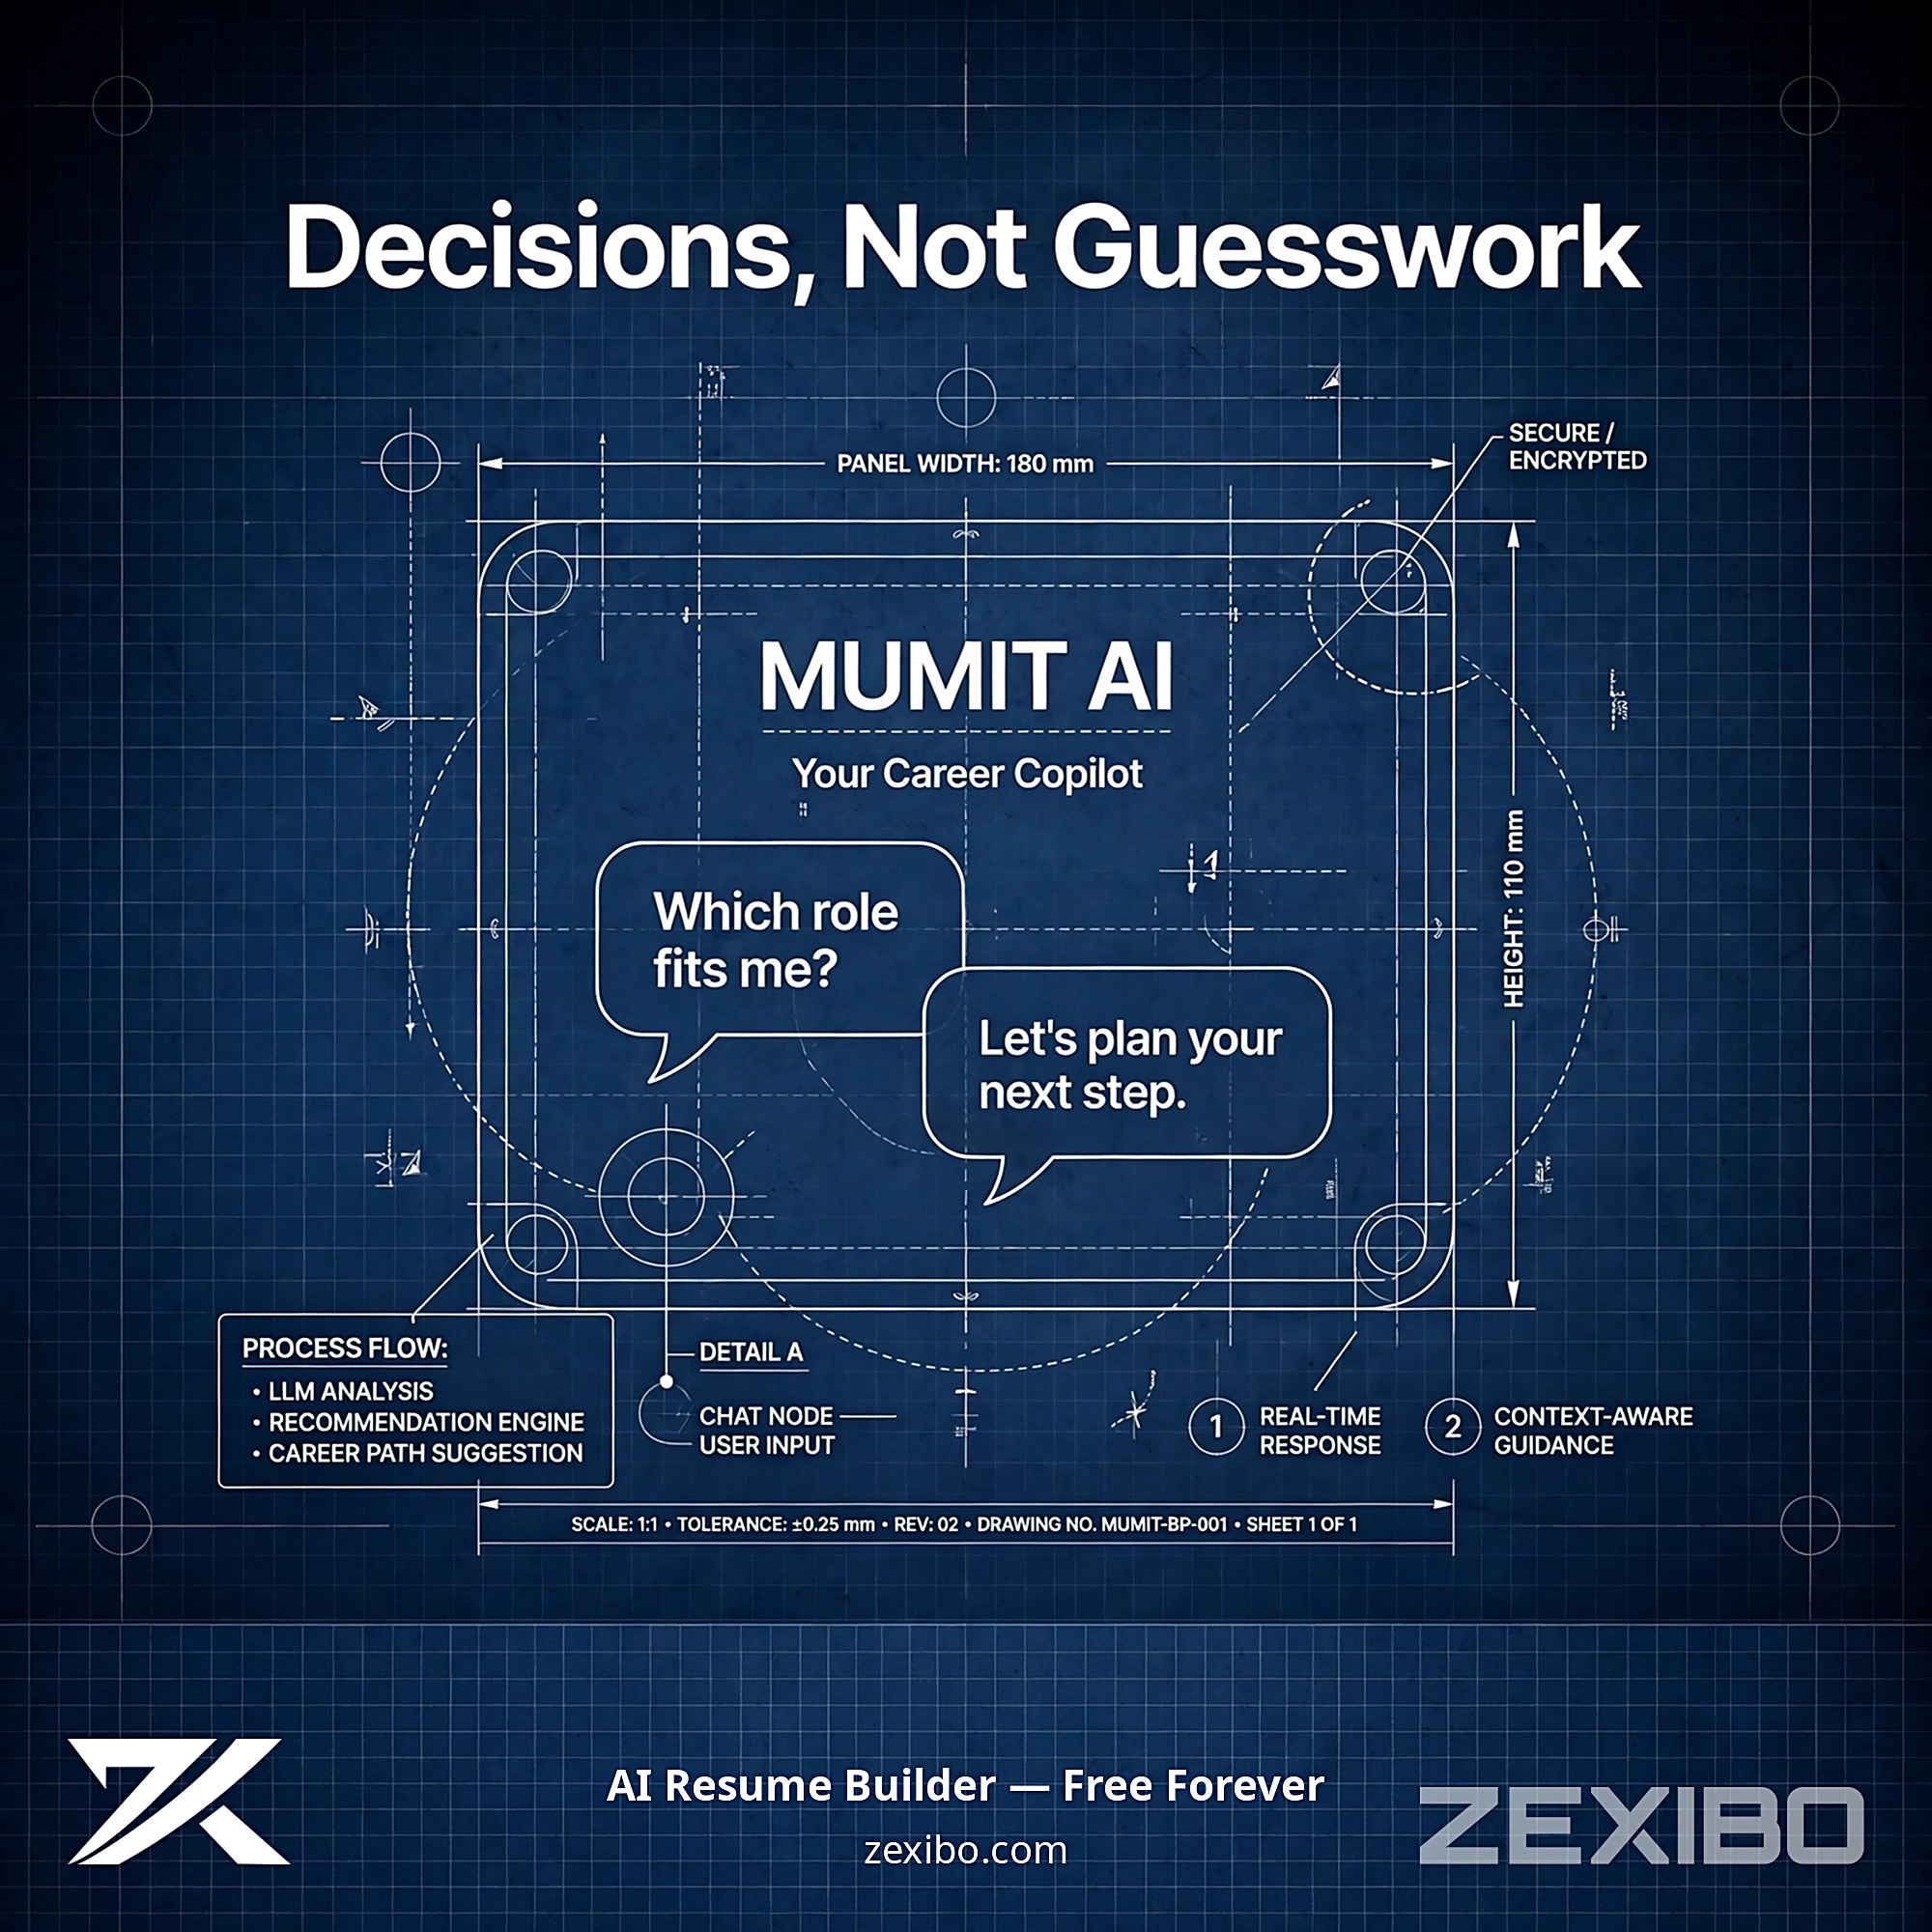 Decisions, Not Guesswork
SECURE /
ENCRYPTED
PANEL WIDTH: 180 mm
MUMIT AI
Your Career Copilot
HEIGHT: 110 mm
Which role
fits me?
Let's plan your
next step.
PROCESS FLOW:
• LLM ANALYSIS
• RECOMMENDATION ENGINE
• CAREER PATH SUGGESTION
DETAIL A
CHAT NODE
USER INPUT
1
REAL-TIME
RESPONSE
2
CONTEXT-AWARE
GUIDANCE
SCALE: 1:1 • TOLERANCE: ±0.25 mm • REV: 02 • DRAWING NO. MUMIT-BP-001 • SHEET 1 OF 1
AI Resume Builder — Free Forever
zexibo.com
ZEXIBO